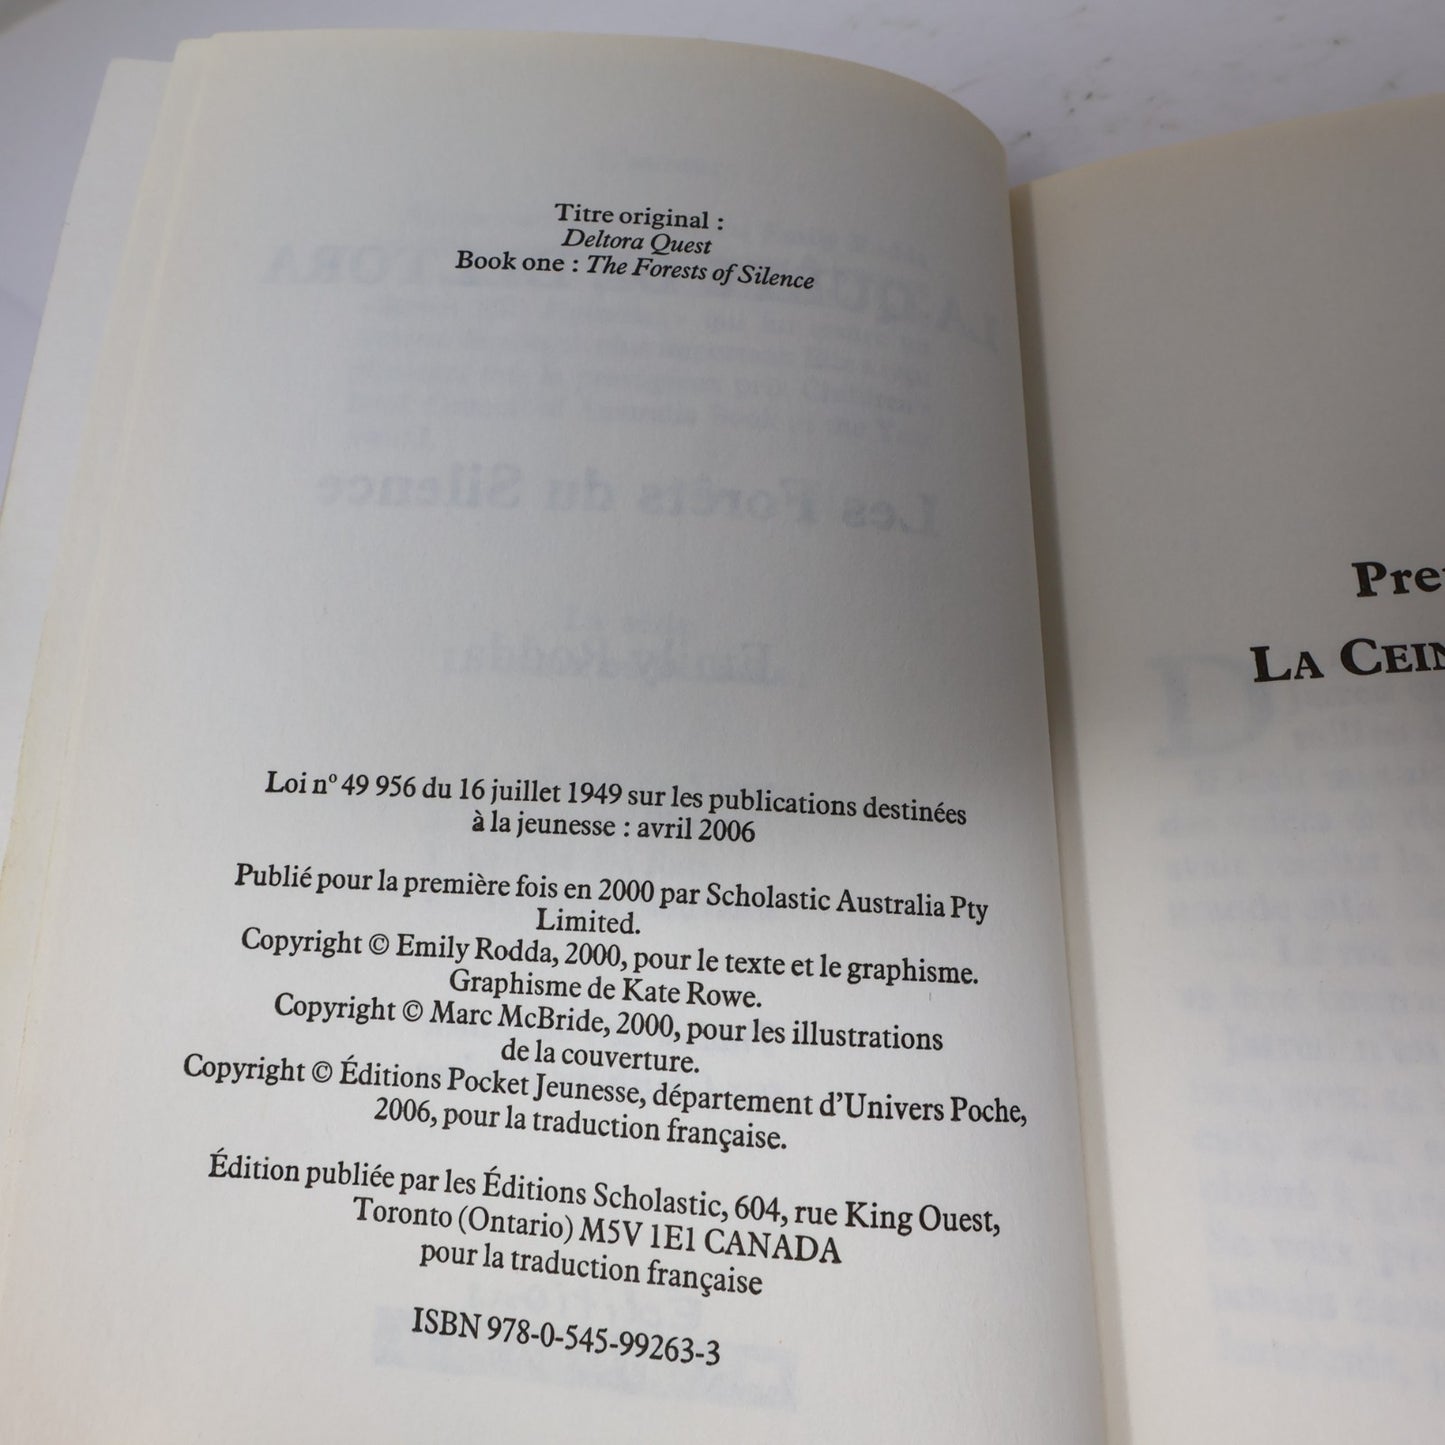 Titre original :
Deltora Quest
Book one : The Forests of Silence
Loi nº 49 956 du 16 juillet 1949 sur les publications destinées
à la jeunesse : avril 2006
Publié pour la première fois en 2000 par Scholastic Australia Pty
Limited.
Copyright © Emily Rodda, 2000, pour le texte et le graphisme.
Graphisme de Kate Rowe.
Copyright © Marc McBride, 2000, pour les illustrations
de la couverture.
Copyright © Éditions Pocket Jeunesse, département d'Univers Poche,
2006, pour la traduction française.
Édition publiée par les Éditions Scholastic, 604, rue King Ouest,
Toronto (Ontario) M5V 1E1 CANADA
pour la traduction française
ISBN 978-0-545-99263-3
Pre
LA CEIN